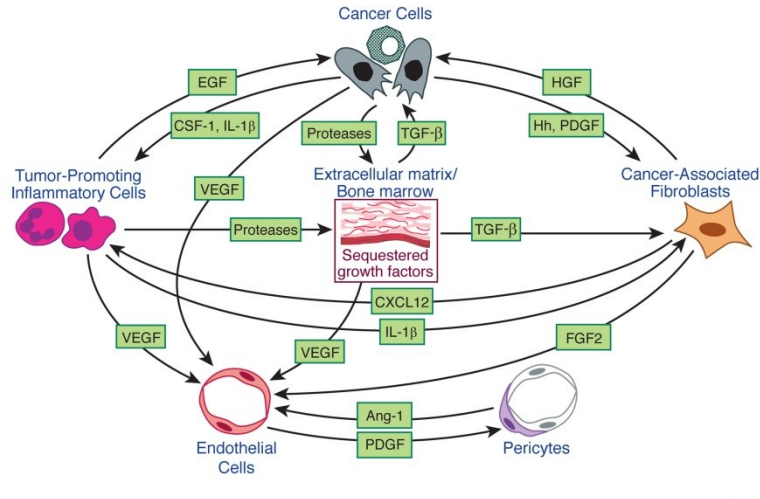 Cancer Cells
EGF
HGF
CSF-1, IL-1β
Proteases
TGF-β
Hh, PDGF
Tumor-Promoting
Inflammatory Cells
VEGF
Extracellular matrix/
Bone marrow
Cancer-Associated
Fibroblasts
Proteases
TGF-β
Sequestered
growth factors
CXCL12
IL-1β
VEGF
VEGF
FGF2
Ang-1
PDGF
Endothelial
Cells
Pericytes